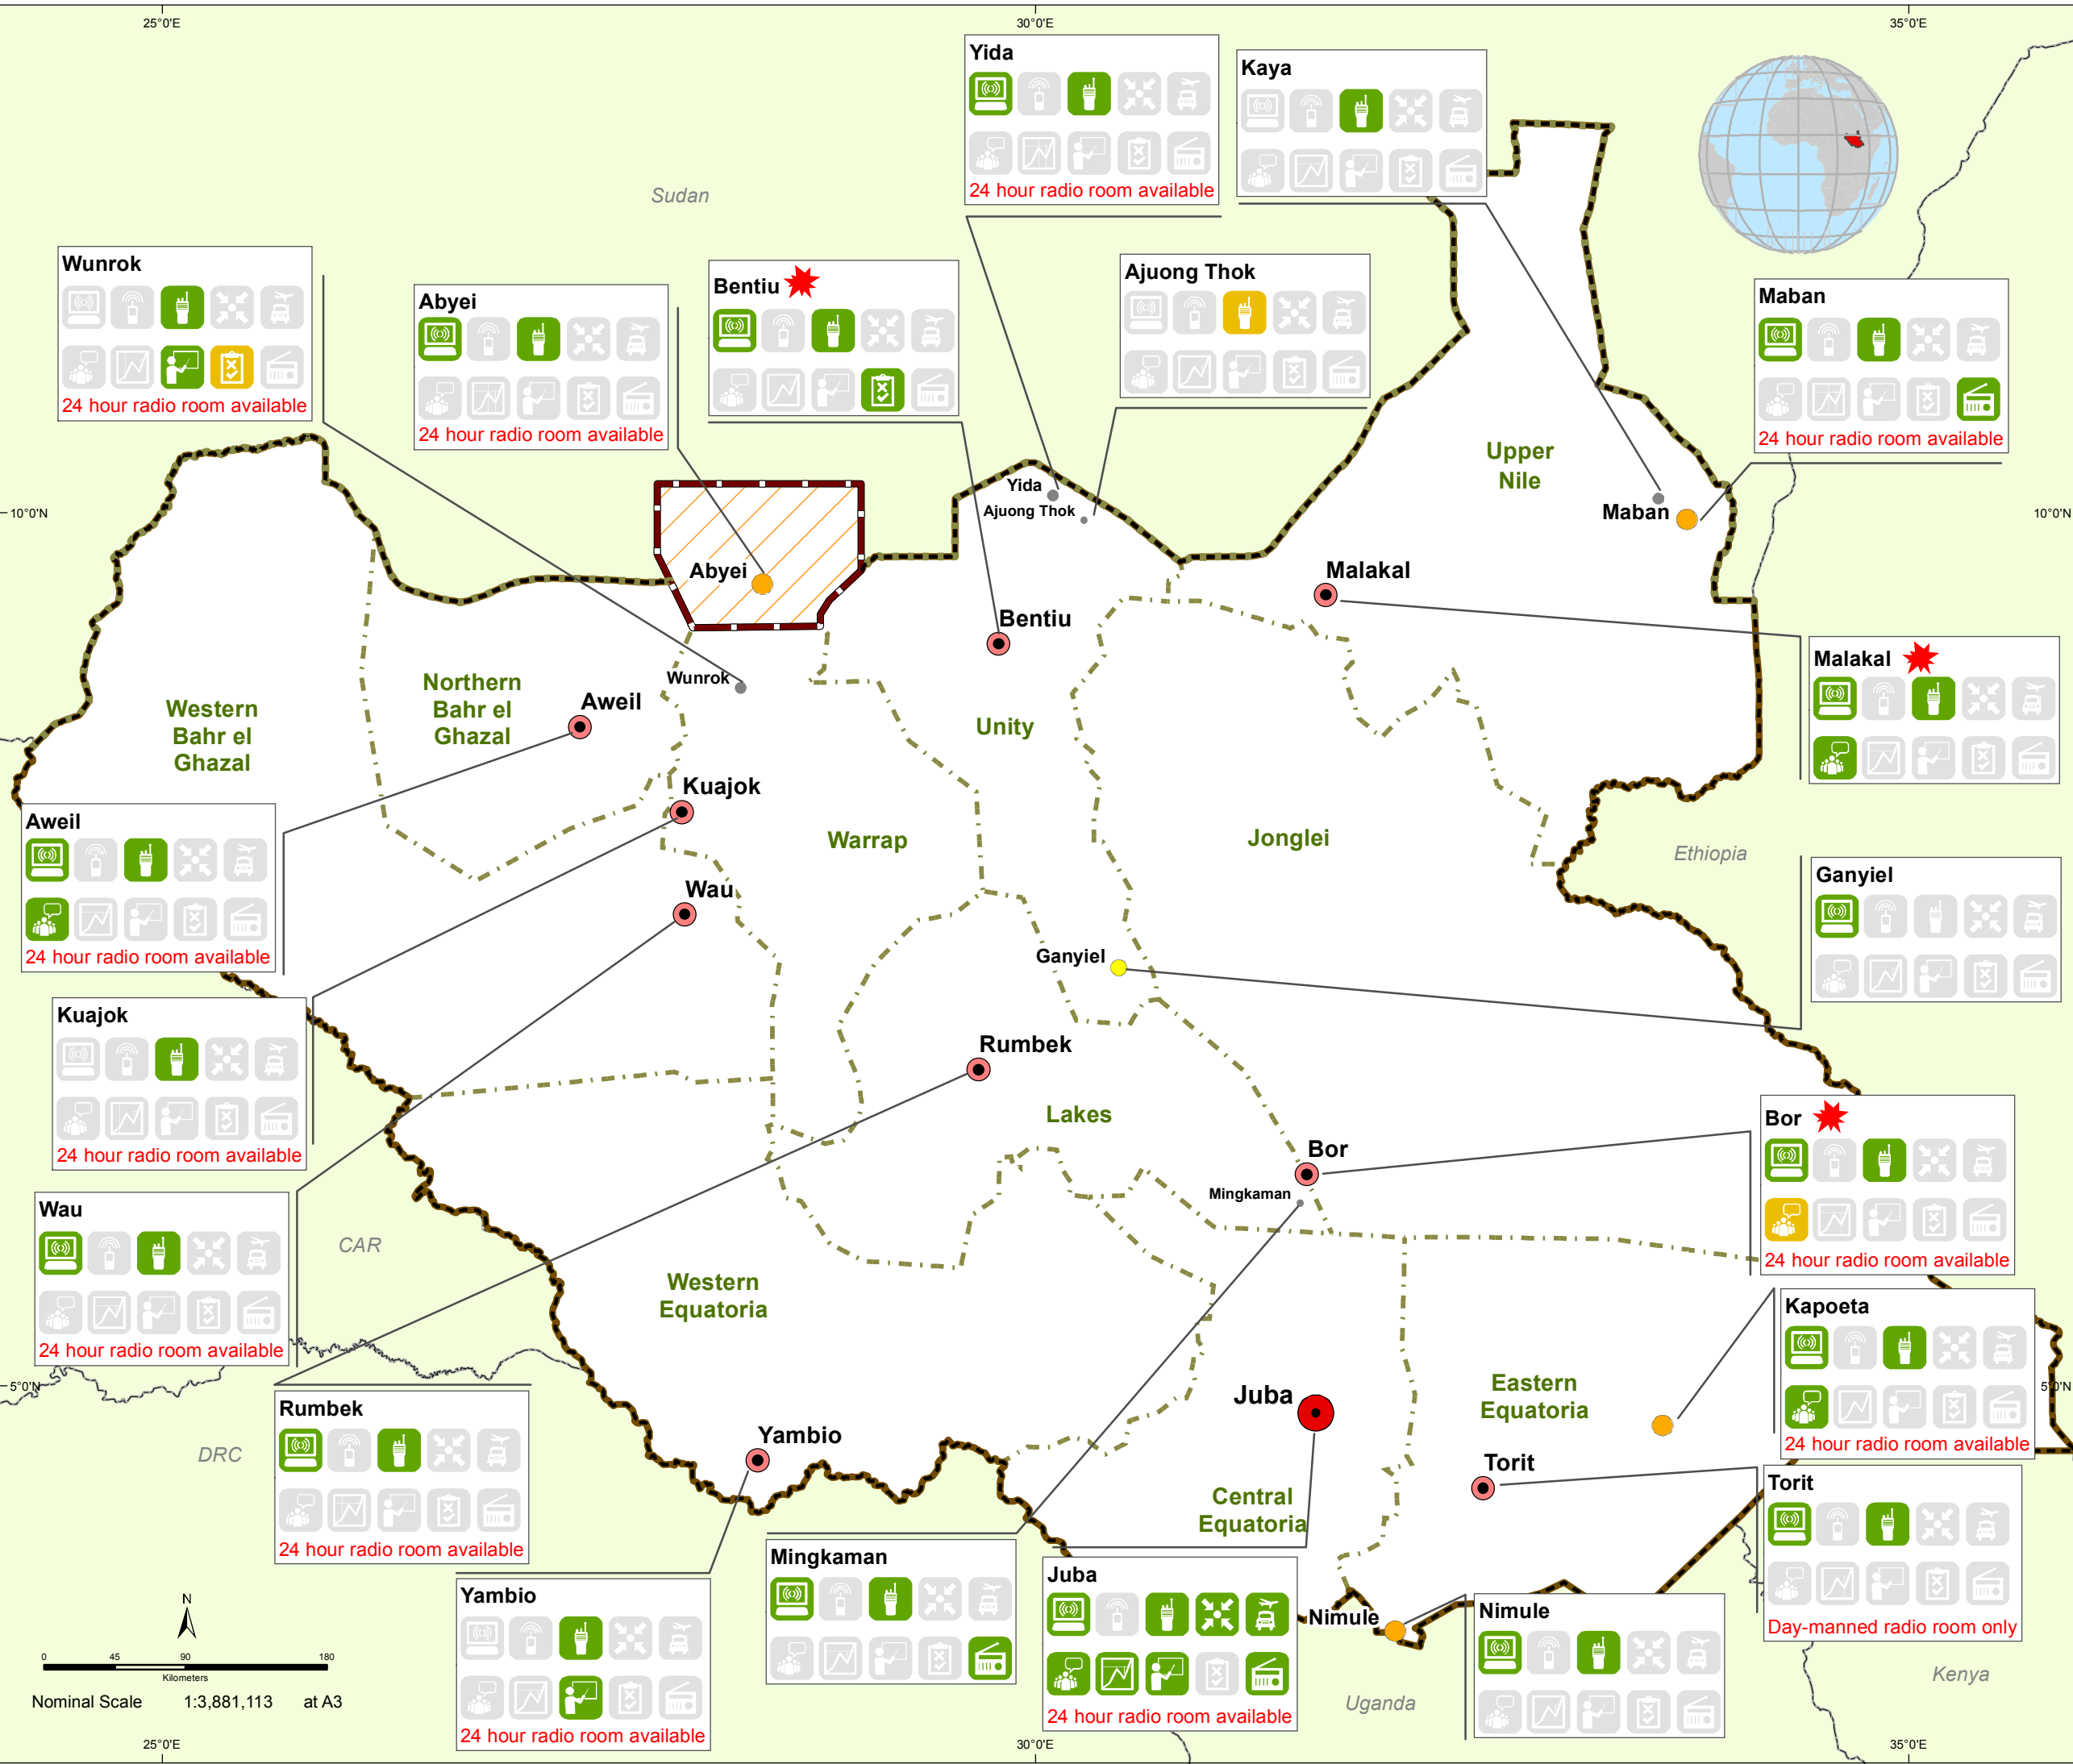 25°0'E
30°0'E
35°0'E
Yida
24 hour radio room available
Kaya
Sudan
Wunrok
24 hour radio room available
Abyei
24 hour radio room available
Bentiu
Ajuong Thok
Maban
24 hour radio room available
Upper
Nile
Yida
Ajuong Thok
Maban
10°0'N
10°0'N
Abyei
Malakal
Bentiu
Malakal
Wunrok
Northern
Bahr el
Ghazal
Aweil
Western
Bahr el
Ghazal
Unity
Kuajok
Aweil
24 hour radio room available
Warrap
Jonglei
Ethiopia
Ganyiel
Wau
Ganyiel
Kuajok
24 hour radio room available
Rumbek
Lakes
Bor
24 hour radio room available
Bor
Mingkaman
Wau
24 hour radio room available
CAR
Western
Equatoria
Kapoeta
24 hour radio room available
5°0'N
5°0'N
Juba
Eastern
Equatoria
Rumbek
24 hour radio room available
DRC
Yambio
Torit
Torit
Day-manned radio room only
Central
Equatoria
Mingkaman
Juba
24 hour radio room available
Yambio
24 hour radio room available
Nimule
Nimule
Uganda
Kenya
N
0 45 90 180
Kilometers
Nominal Scale 1:3,881,113 at A3
25°0'E
30°0'E
35°0'E